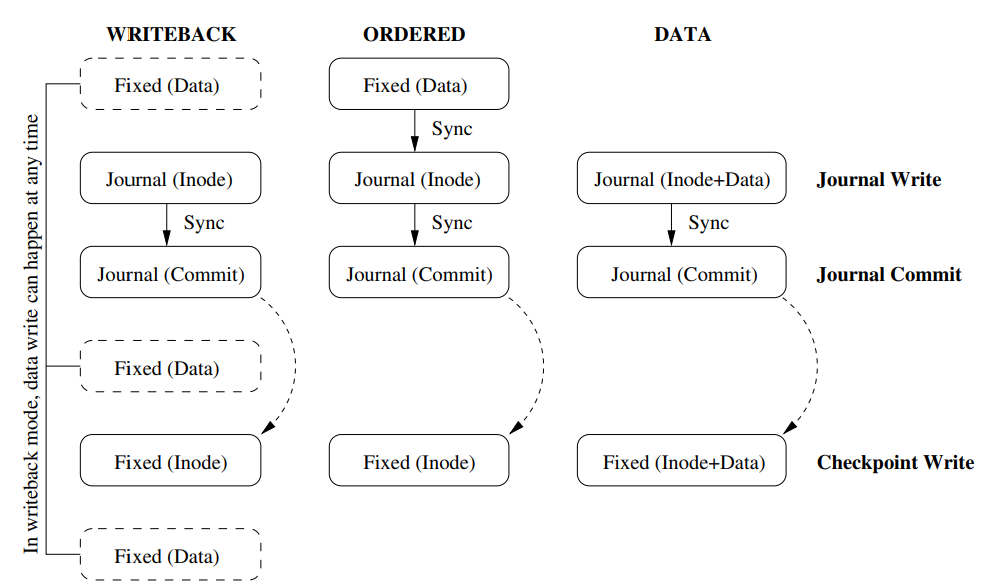 WRITEBACK
ORDERED
DATA
Fixed (Data)
Fixed (Data)
Sync
Journal (Inode)
Journal (Inode)
Journal (Inode+Data)
Journal Write
Sync
Sync
Sync
Journal (Commit)
Journal (Commit)
Journal (Commit)
Journal Commit
Fixed (Data)
Fixed (Inode)
Fixed (Inode)
Fixed (Inode+Data)
Checkpoint Write
Fixed (Data)
In writeback mode, data write can happen at any time